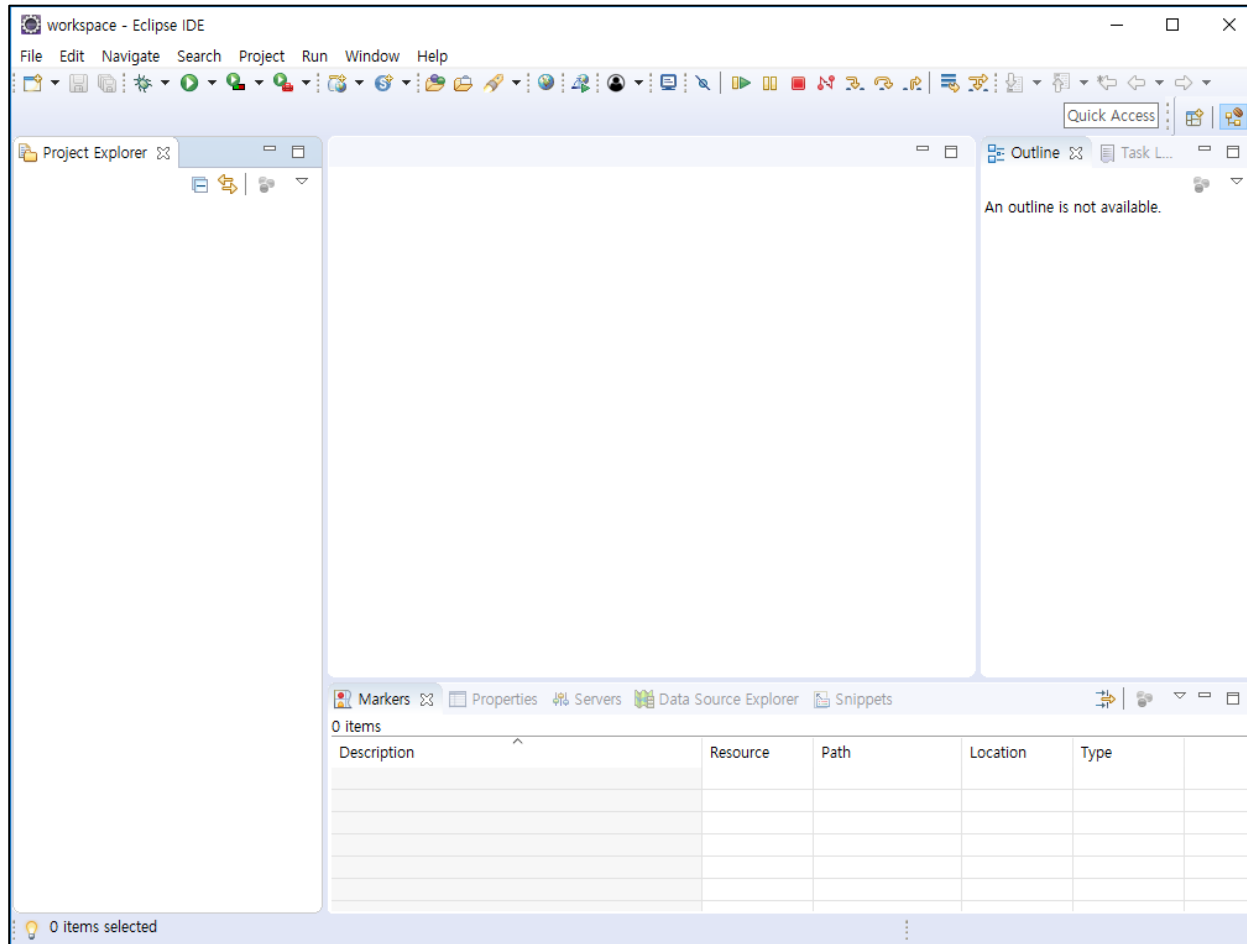 workspace - Eclipse IDE
File Edit Navigate Search Project Run Window Help
Quick Access
Project Explorer
Outline Task L...
An outline is not available.
Markers Properties Servers Data Source Explorer Snippets
0 items
Description Resource Path Location Type
0 items selected